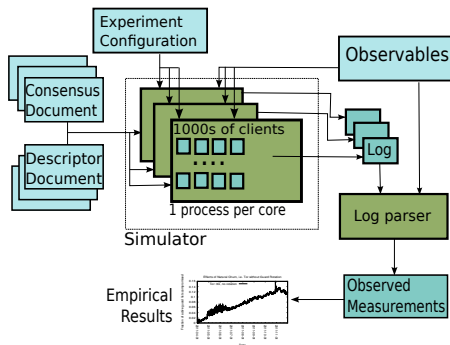 Experiment
Configuration
Observables
Consensus
Document
1000s of clients
....
Log
Descriptor
Document
1 process per core
Simulator
Log parser
Empirical
Results
Observed
Measurements